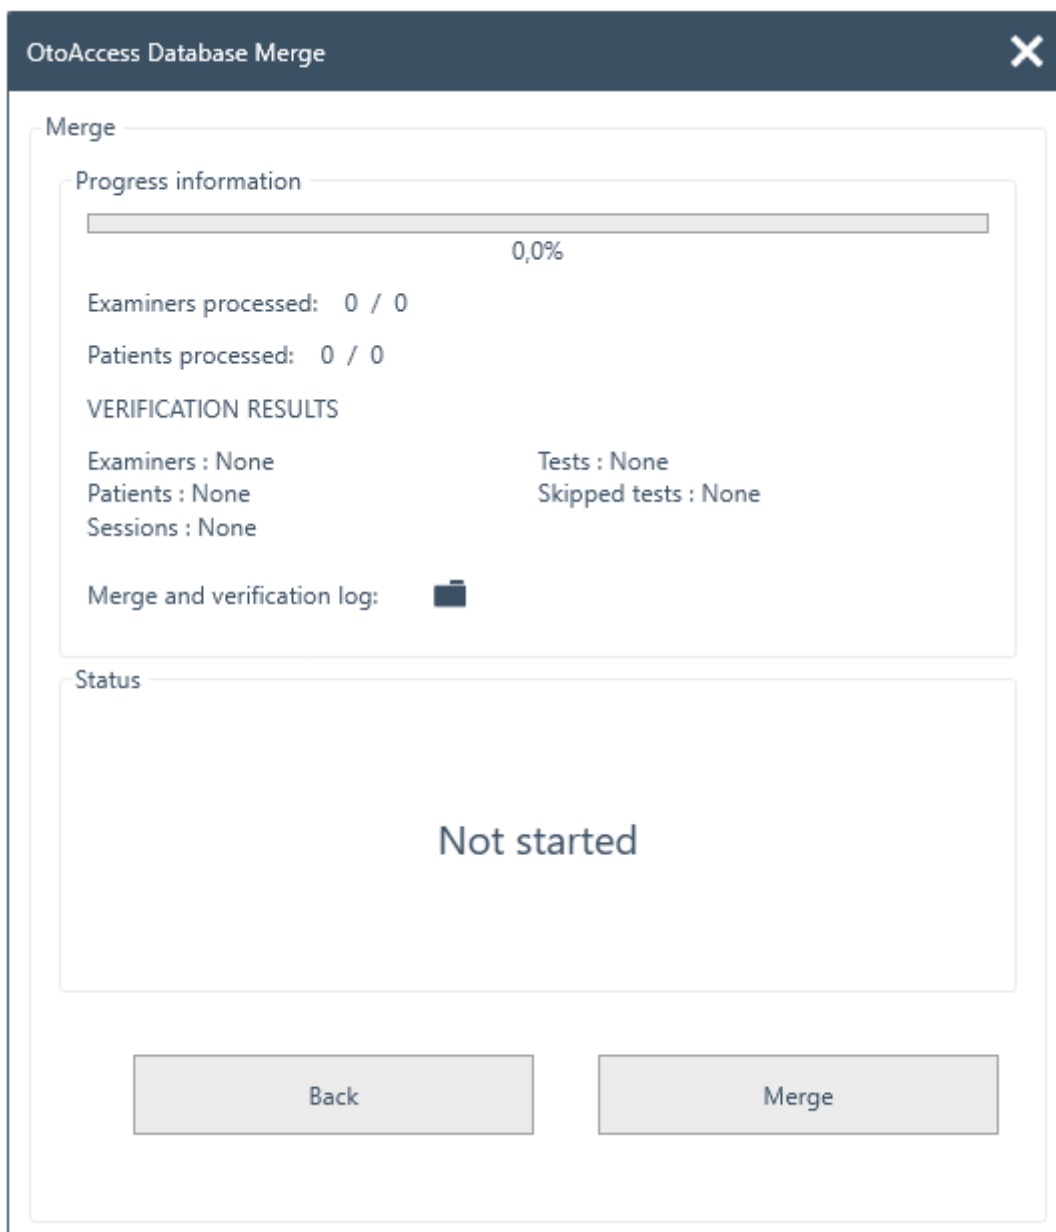 OtoAccess Database Merge
Merge
Progress information
0,0%
Examiners processed: 0 / 0
Patients processed: 0 / 0
VERIFICATION RESULTS
Examiners : None Tests : None
Patients : None Skipped tests : None
Sessions : None
Merge and verification log:
Status
Not started
Back Merge